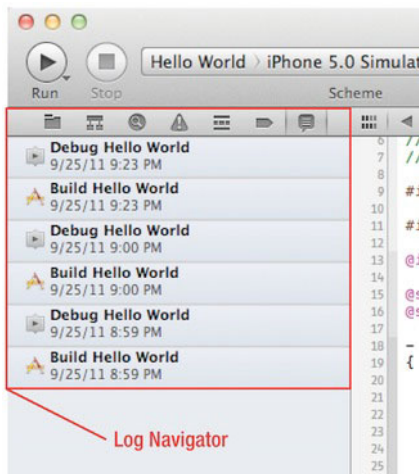 Hello World › iPhone 5.0 Simulat
Run
Stop
Scheme
Debug Hello World
9/25/11 9:23 PM
Build Hello World
9/25/11 9:23 PM
Debug Hello World
9/25/11 9:00 PM
Build Hello World
9/25/11 9:00 PM
Debug Hello World
9/25/11 8:59 PM
Build Hello World
9/25/11 8:59 PM
6 //
7 //
8
9 #i
10
11 #i
12
13 @i
14
15 @s
16 @s
17
18 -
19 {
20
21
22
23
24
25
Log Navigator